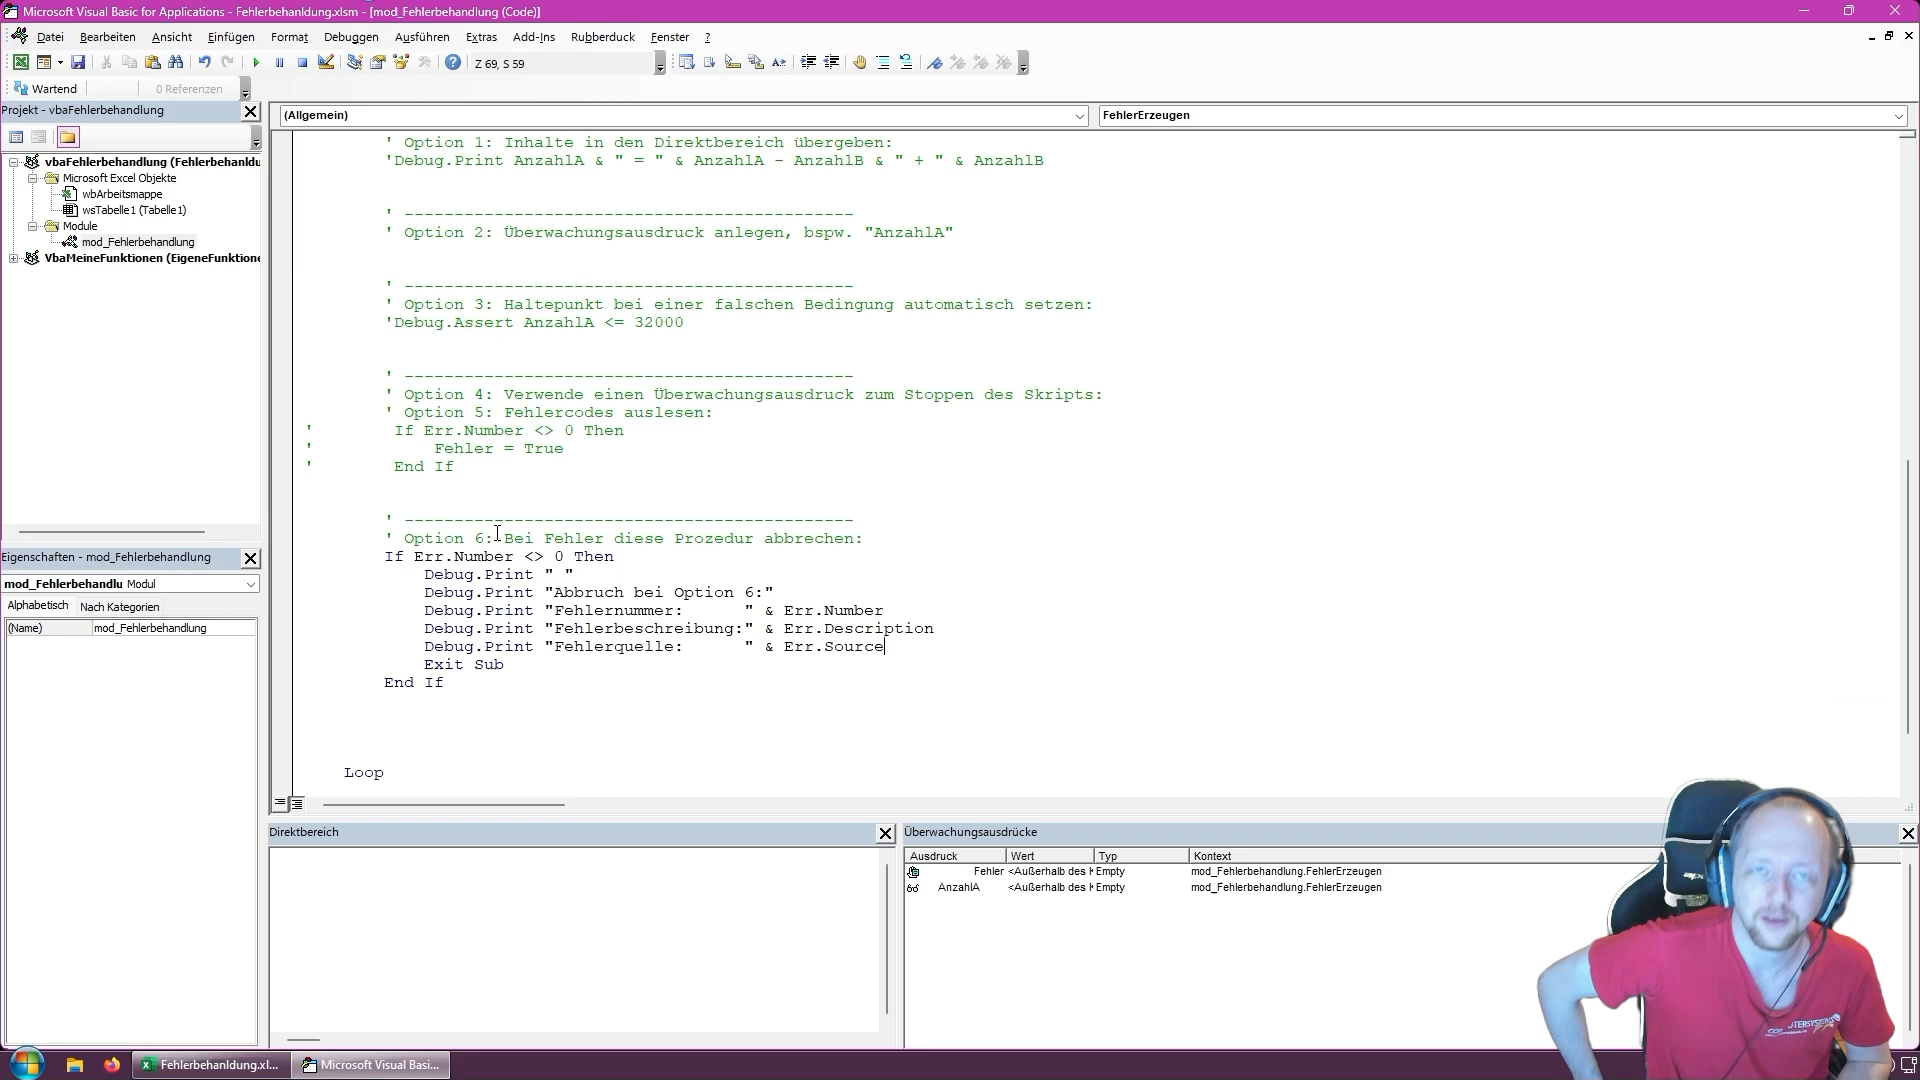 Microsoft Visual Basic for Applications - Fehlerbehanldung.xlsm - [mod_Fehlerbehandlung (Code)]
Datei Bearbeiten Ansicht Einfügen Format Debuggen Ausführen Extras Add-Ins Rubberduck Fenster ?
Z 69, S 59
Wartend 0 Referenzen
Projekt - vbaFehlerbehandlung
(Allgemein) FehlerErzeugen
vbaFehlerbehandlung (Fehlerbehanldu
Microsoft Excel Objekte
wbArbeitsmappe
wsTabelle1 (Tabelle1)
Module
mod_Fehlerbehandlung
VbaMeineFunktionen (EigeneFunktione
' Option 1: Inhalte in den Direktbereich übergeben:
'Debug.Print AnzahlA & " = " & AnzahlA - AnzahlB & " + " & AnzahlB
' ---------------------------------------------
' Option 2: Überwachungsausdruck anlegen, bspw. "AnzahlA"
' ---------------------------------------------
' Option 3: Haltepunkt bei einer falschen Bedingung automatisch setzen:
'Debug.Assert AnzahlA <= 32000
' ---------------------------------------------
' Option 4: Verwende einen Überwachungsausdruck zum Stoppen des Skripts:
' Option 5: Fehlercodes auslesen:
' If Err.Number <> 0 Then
' Fehler = True
' End If
' ---------------------------------------------
' Option 6: Bei Fehler diese Prozedur abbrechen:
If Err.Number <> 0 Then
Debug.Print " "
Debug.Print "Abbruch bei Option 6:"
Debug.Print "Fehlernummer:      " & Err.Number
Debug.Print "Fehlerbeschreibung:" & Err.Description
Debug.Print "Fehlerquelle:      " & Err.Source
Exit Sub
End If
Loop
Eigenschaften - mod_Fehlerbehandlung
mod_Fehlerbehandlu Modul
Alphabetisch Nach Kategorien
(Name) mod_Fehlerbehandlung
Direktbereich
Überwachungsausdrücke
Ausdruck Wert Typ Kontext
Fehler <Außerhalb des K Empty mod_Fehlerbehandlung.FehlerErzeugen
AnzahlA <Außerhalb des K Empty mod_Fehlerbehandlung.FehlerErzeugen
Fehlerbehanldung.xl... Microsoft Visual Basi...